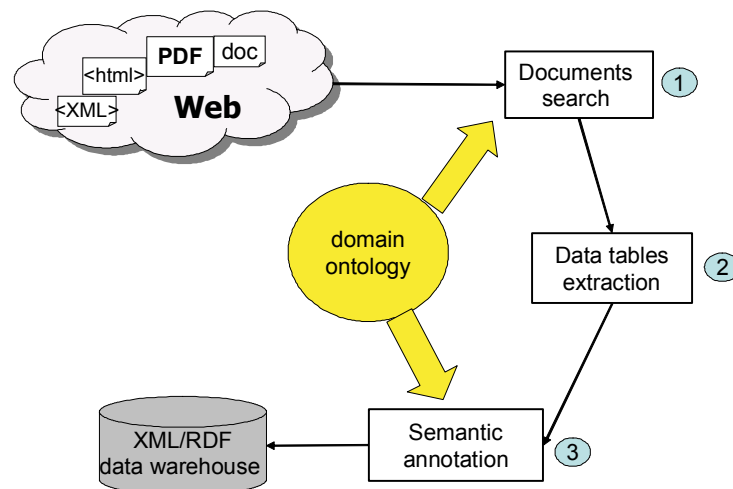 PDF
doc
<html>
<XML>
Web
Documents
search
1
domain
ontology
Data tables
extraction
2
Semantic
annotation
3
XML/RDF
data warehouse